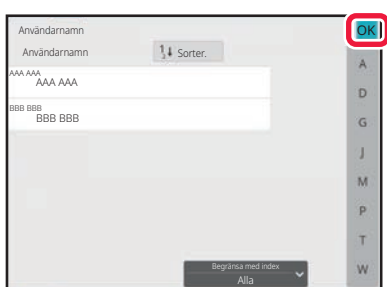 Användarnamn
OK
Användarnamn
Sorter.
A
AAA AAA
AAA AAA
D
BBB BBB
BBB BBB
G
J
M
P
T
Begränsa med index
Alla
W